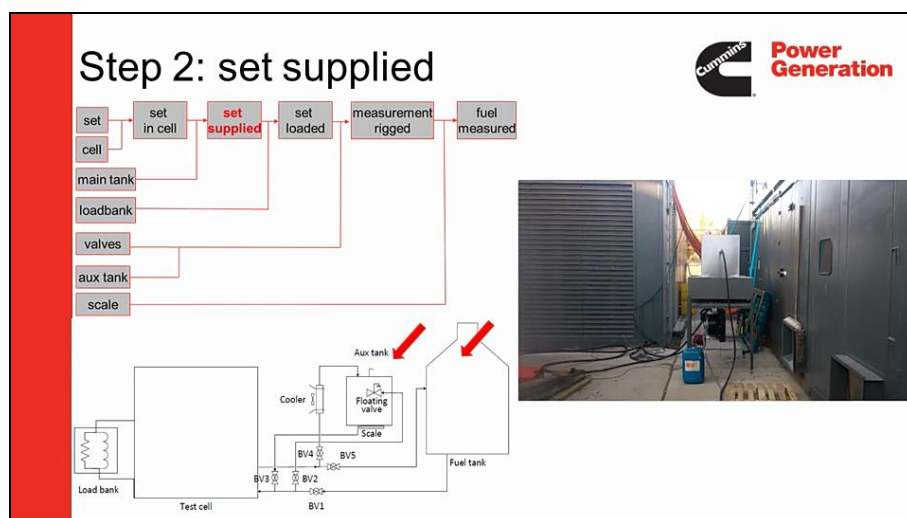 Step 2: set supplied
Cummins
Power
Generation
set
cell
set
in cell
set
supplied
set
loaded
measurement
rigged
fuel
measured
main tank
loadbank
valves
aux tank
scale
Aux tank
Cooler
Floating
valve
Scale
BV4
BV5
BV3
BV2
Load bank
Test cell
BV1
Fuel tank